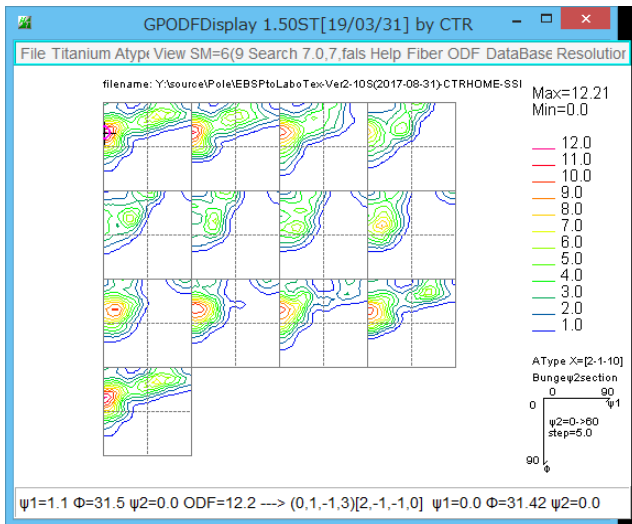 GPODFDisplay 1.50ST[19/03/31] by CTR
File Titanium Atype View SM=6(9 Search 7.0,7,fals Help Fiber ODF DataBase Resolution
filename: Y:\source\Pole\EBSPtoLaboTex-Ver2-10S(2017-08-31)-CTRHOME-SSI
Max=12.21
Min=0.0
12.0
11.0
10.0
9.0
8.0
7.0
6.0
5.0
4.0
3.0
2.0
1.0
AType X=[2-1-10]
Bungeψ2section
0 90
0 ψ1
ψ2=0->60
step=5.0
90
Φ
ψ1=1.1 Φ=31.5 ψ2=0.0 ODF=12.2 ---> (0,1,-1,3)[2,-1,-1,0] ψ1=0.0 Φ=31.42 ψ2=0.0